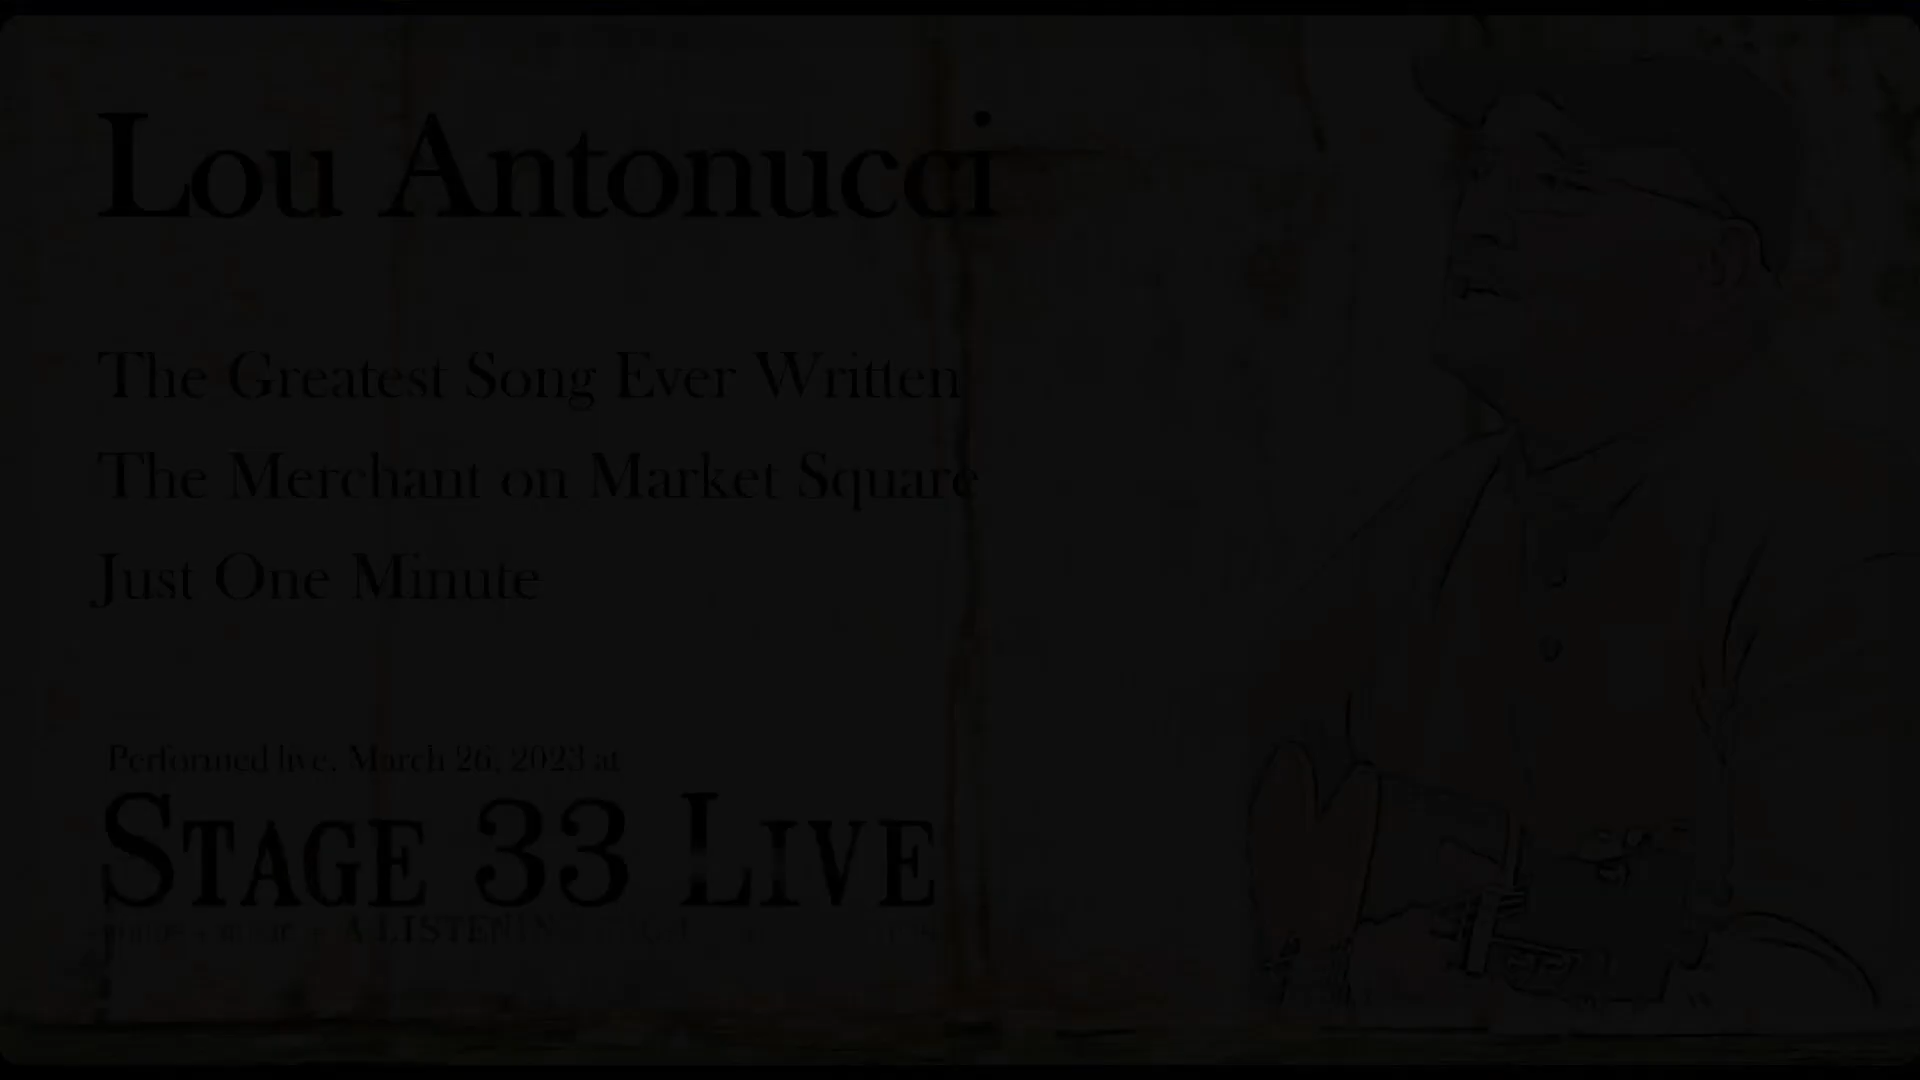 Lou Antonucci
The Greatest Song Ever Written
The Merchant on Market Square
Just One Minute
Performed live, March 26, 2023 at
STAGE 33 LIVE
A LISTENING